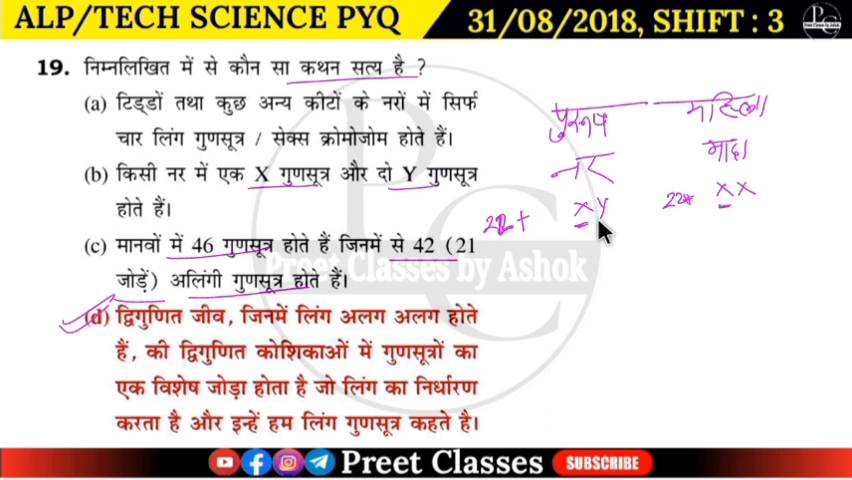 ALP/TECH SCIENCE PYQ
31/08/2018, SHIFT : 3
19. निम्नलिखित में से कौन सा कथन सत्य है ?
(a) टिड्डों तथा कुछ अन्य कीटों के नरों में सिर्फ
चार लिंग गुणसूत्र / सेक्स क्रोमोजोम होते हैं।
(b) किसी नर में एक X गुणसूत्र और दो Y गुणसूत्र
होते हैं।
(c) मानवों में 46 गुणसूत्र होते हैं जिनमें से 42 (21
जोड़ें) अलिंगी गुणसूत्र होते हैं।
(d) द्विगुणित जीव, जिनमें लिंग अलग अलग होते
हैं, की द्विगुणित कोशिकाओं में गुणसूत्रों का
एक विशेष जोड़ा होता है जो लिंग का निर्धारण
करता है और इन्हें हम लिंग गुणसूत्र कहते है।
पुरुष महिला
नर मादा
22+ XY XX
Preet Classes by Ashok
Preet Classes
SUBSCRIBE